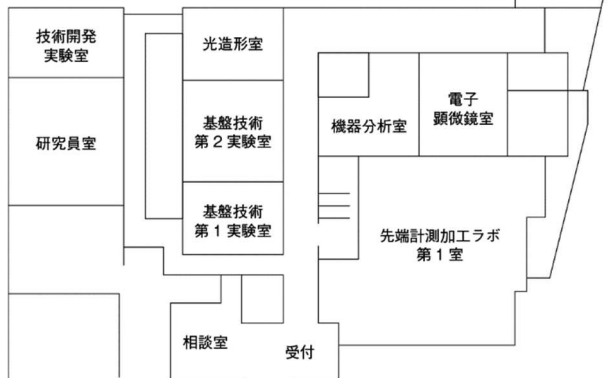 技術開発
実験室
光造形室
研究員室
基盤技術
第２実験室
機器分析室
電子
顕微鏡室
基盤技術
第１実験室
先端計測加工ラボ
第１室
相談室
受付